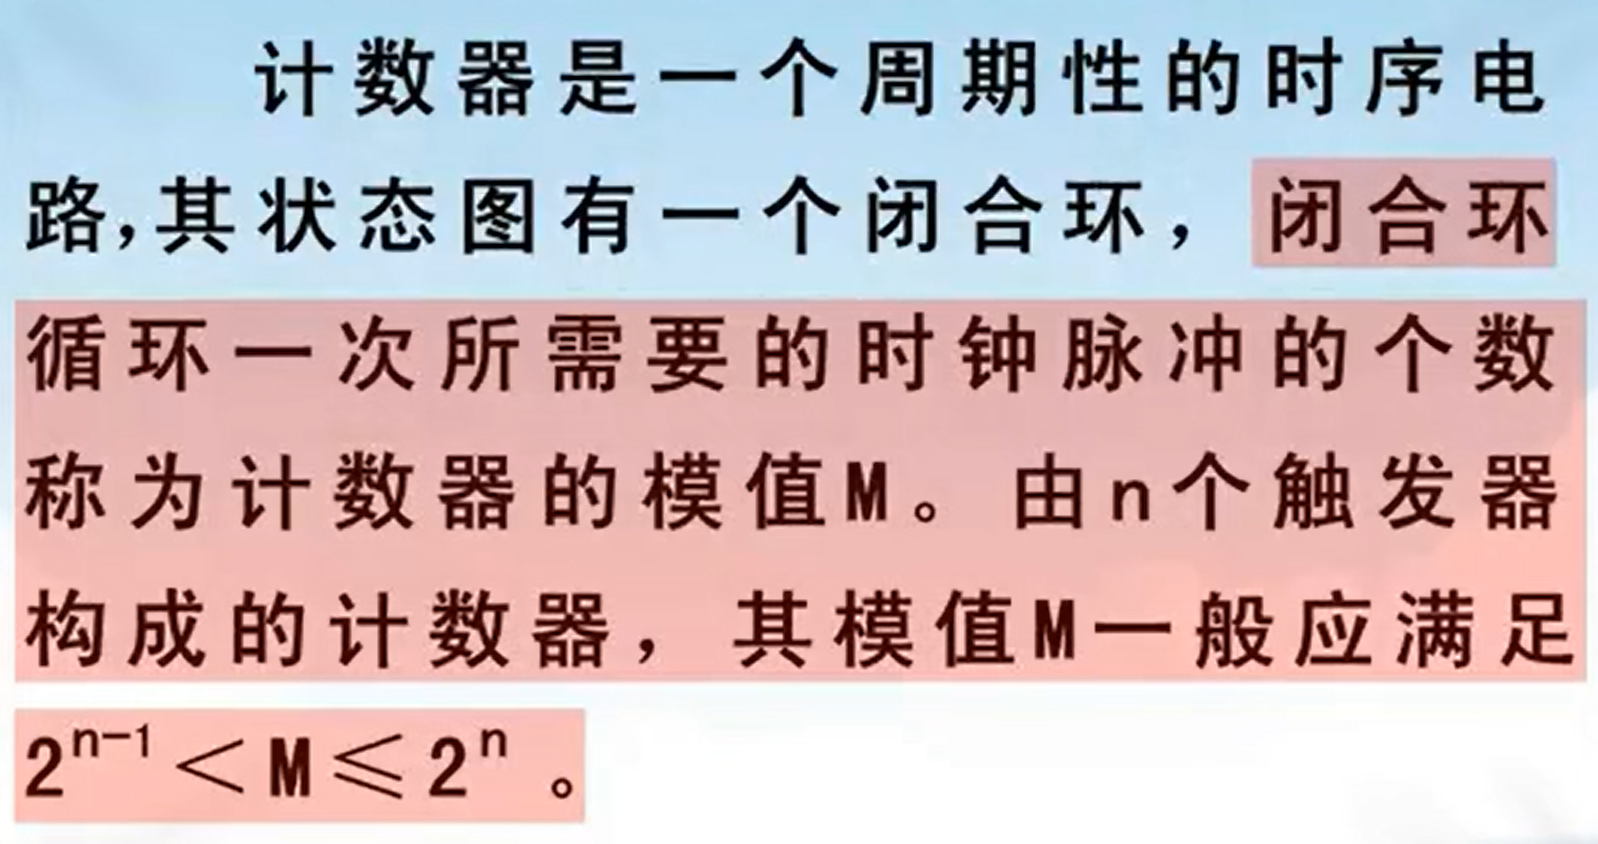 计数器是一个周期性的时序电
路,其状态图有一个闭合环，闭合环
循环一次所需要的时钟脉冲的个数
称为计数器的模值M。由n个触发器
构成的计数器，其模值M一般应满足
2ⁿ⁻¹＜M≤2ⁿ。